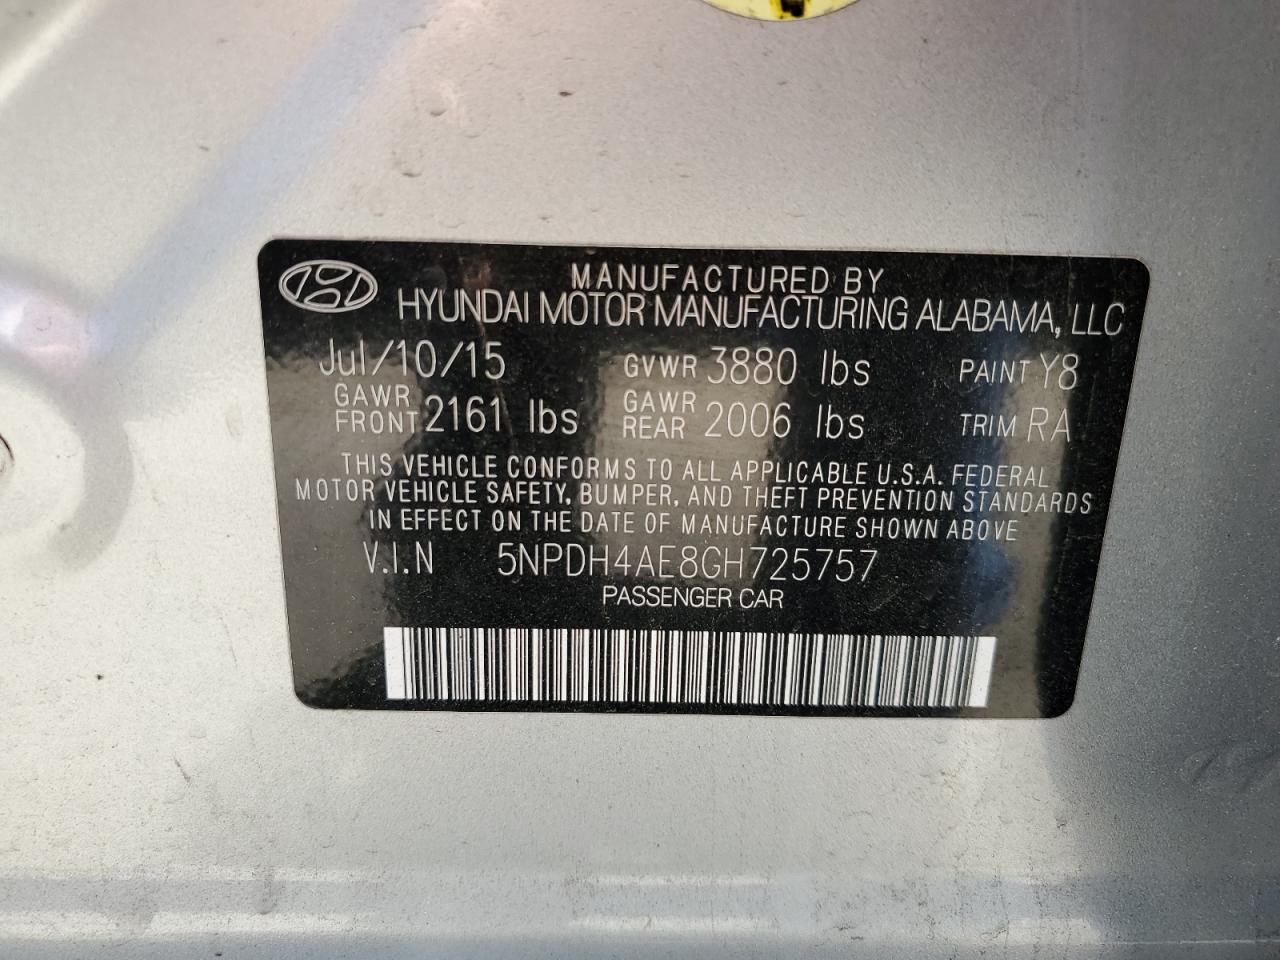 MANUFACTURED BY
HYUNDAI MOTOR MANUFACTURING ALABAMA, LLC
Jul/10/15 GVWR 3880 lbs PAINT Y8
GAWR FRONT 2161 lbs GAWR REAR 2006 lbs TRIM RA
THIS VEHICLE CONFORMS TO ALL APPLICABLE U.S.A. FEDERAL
MOTOR VEHICLE SAFETY, BUMPER, AND THEFT PREVENTION STANDARDS
IN EFFECT ON THE DATE OF MANUFACTURE SHOWN ABOVE
V.I.N 5NPDH4AE8GH725757
PASSENGER CAR